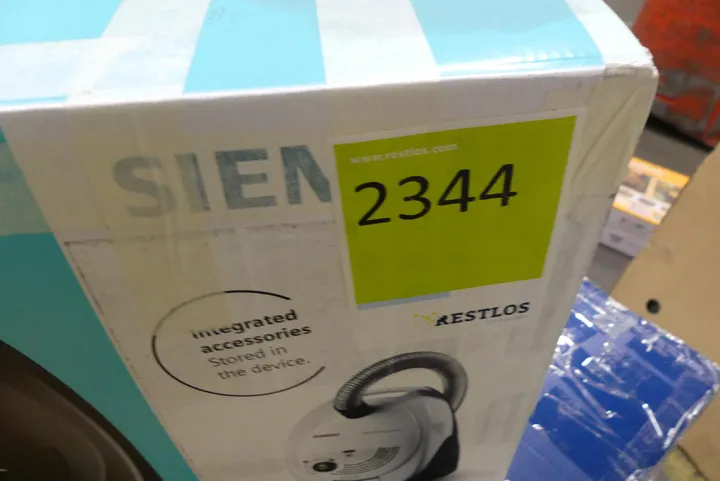 SIEM
www.restlos.com
2344
RESTLOS
integrated
accessories
Stored in
the device.